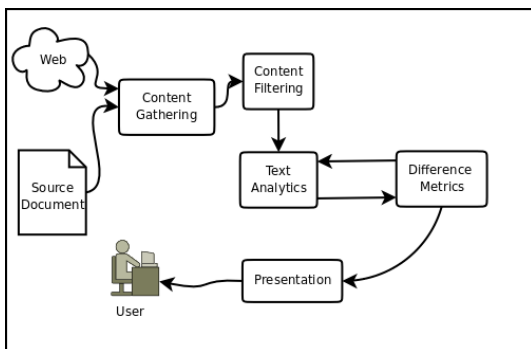 Web
Content
Gathering
Content
Filtering
Source
Document
Text
Analytics
Difference
Metrics
Presentation
User